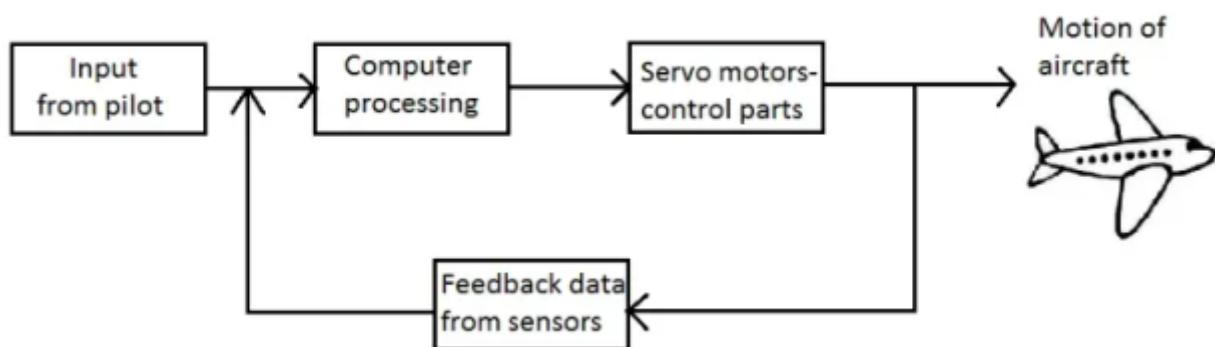 Input
from pilot
Computer
processing
Servo motors-
control parts
Motion of
aircraft
Feedback data
from sensors